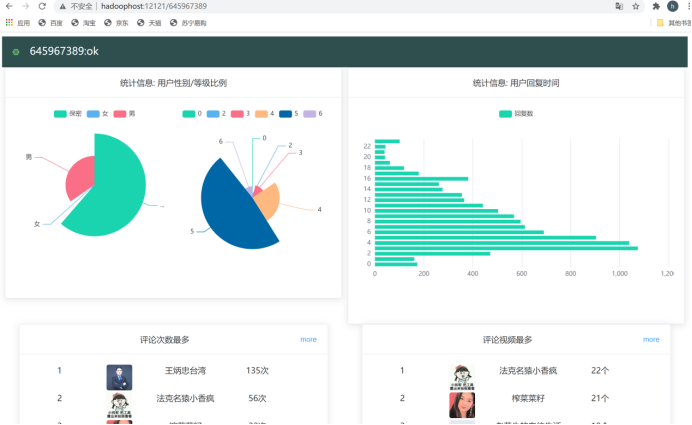 不安全 | hadoophost:12121/645967389
h
应用 百度 淘宝 京东 天猫 苏宁易购 其他书签
645967389:ok
统计信息: 用户性别/等级比例
保密 女 男
0 2 3 4 5 6
男
女
0
2
3
4
5
6
统计信息: 用户回复时间
回复数
22
20
18
16
14
12
10
8
6
4
2
0
0 200 400 600 800 1,000 1,20
评论次数最多 more
1 王炳忠台湾 135次
2 法克名猿小香疯 56次
评论视频最多 more
1 法克名猿小香疯 22个
2 榨菜菜籽 21个